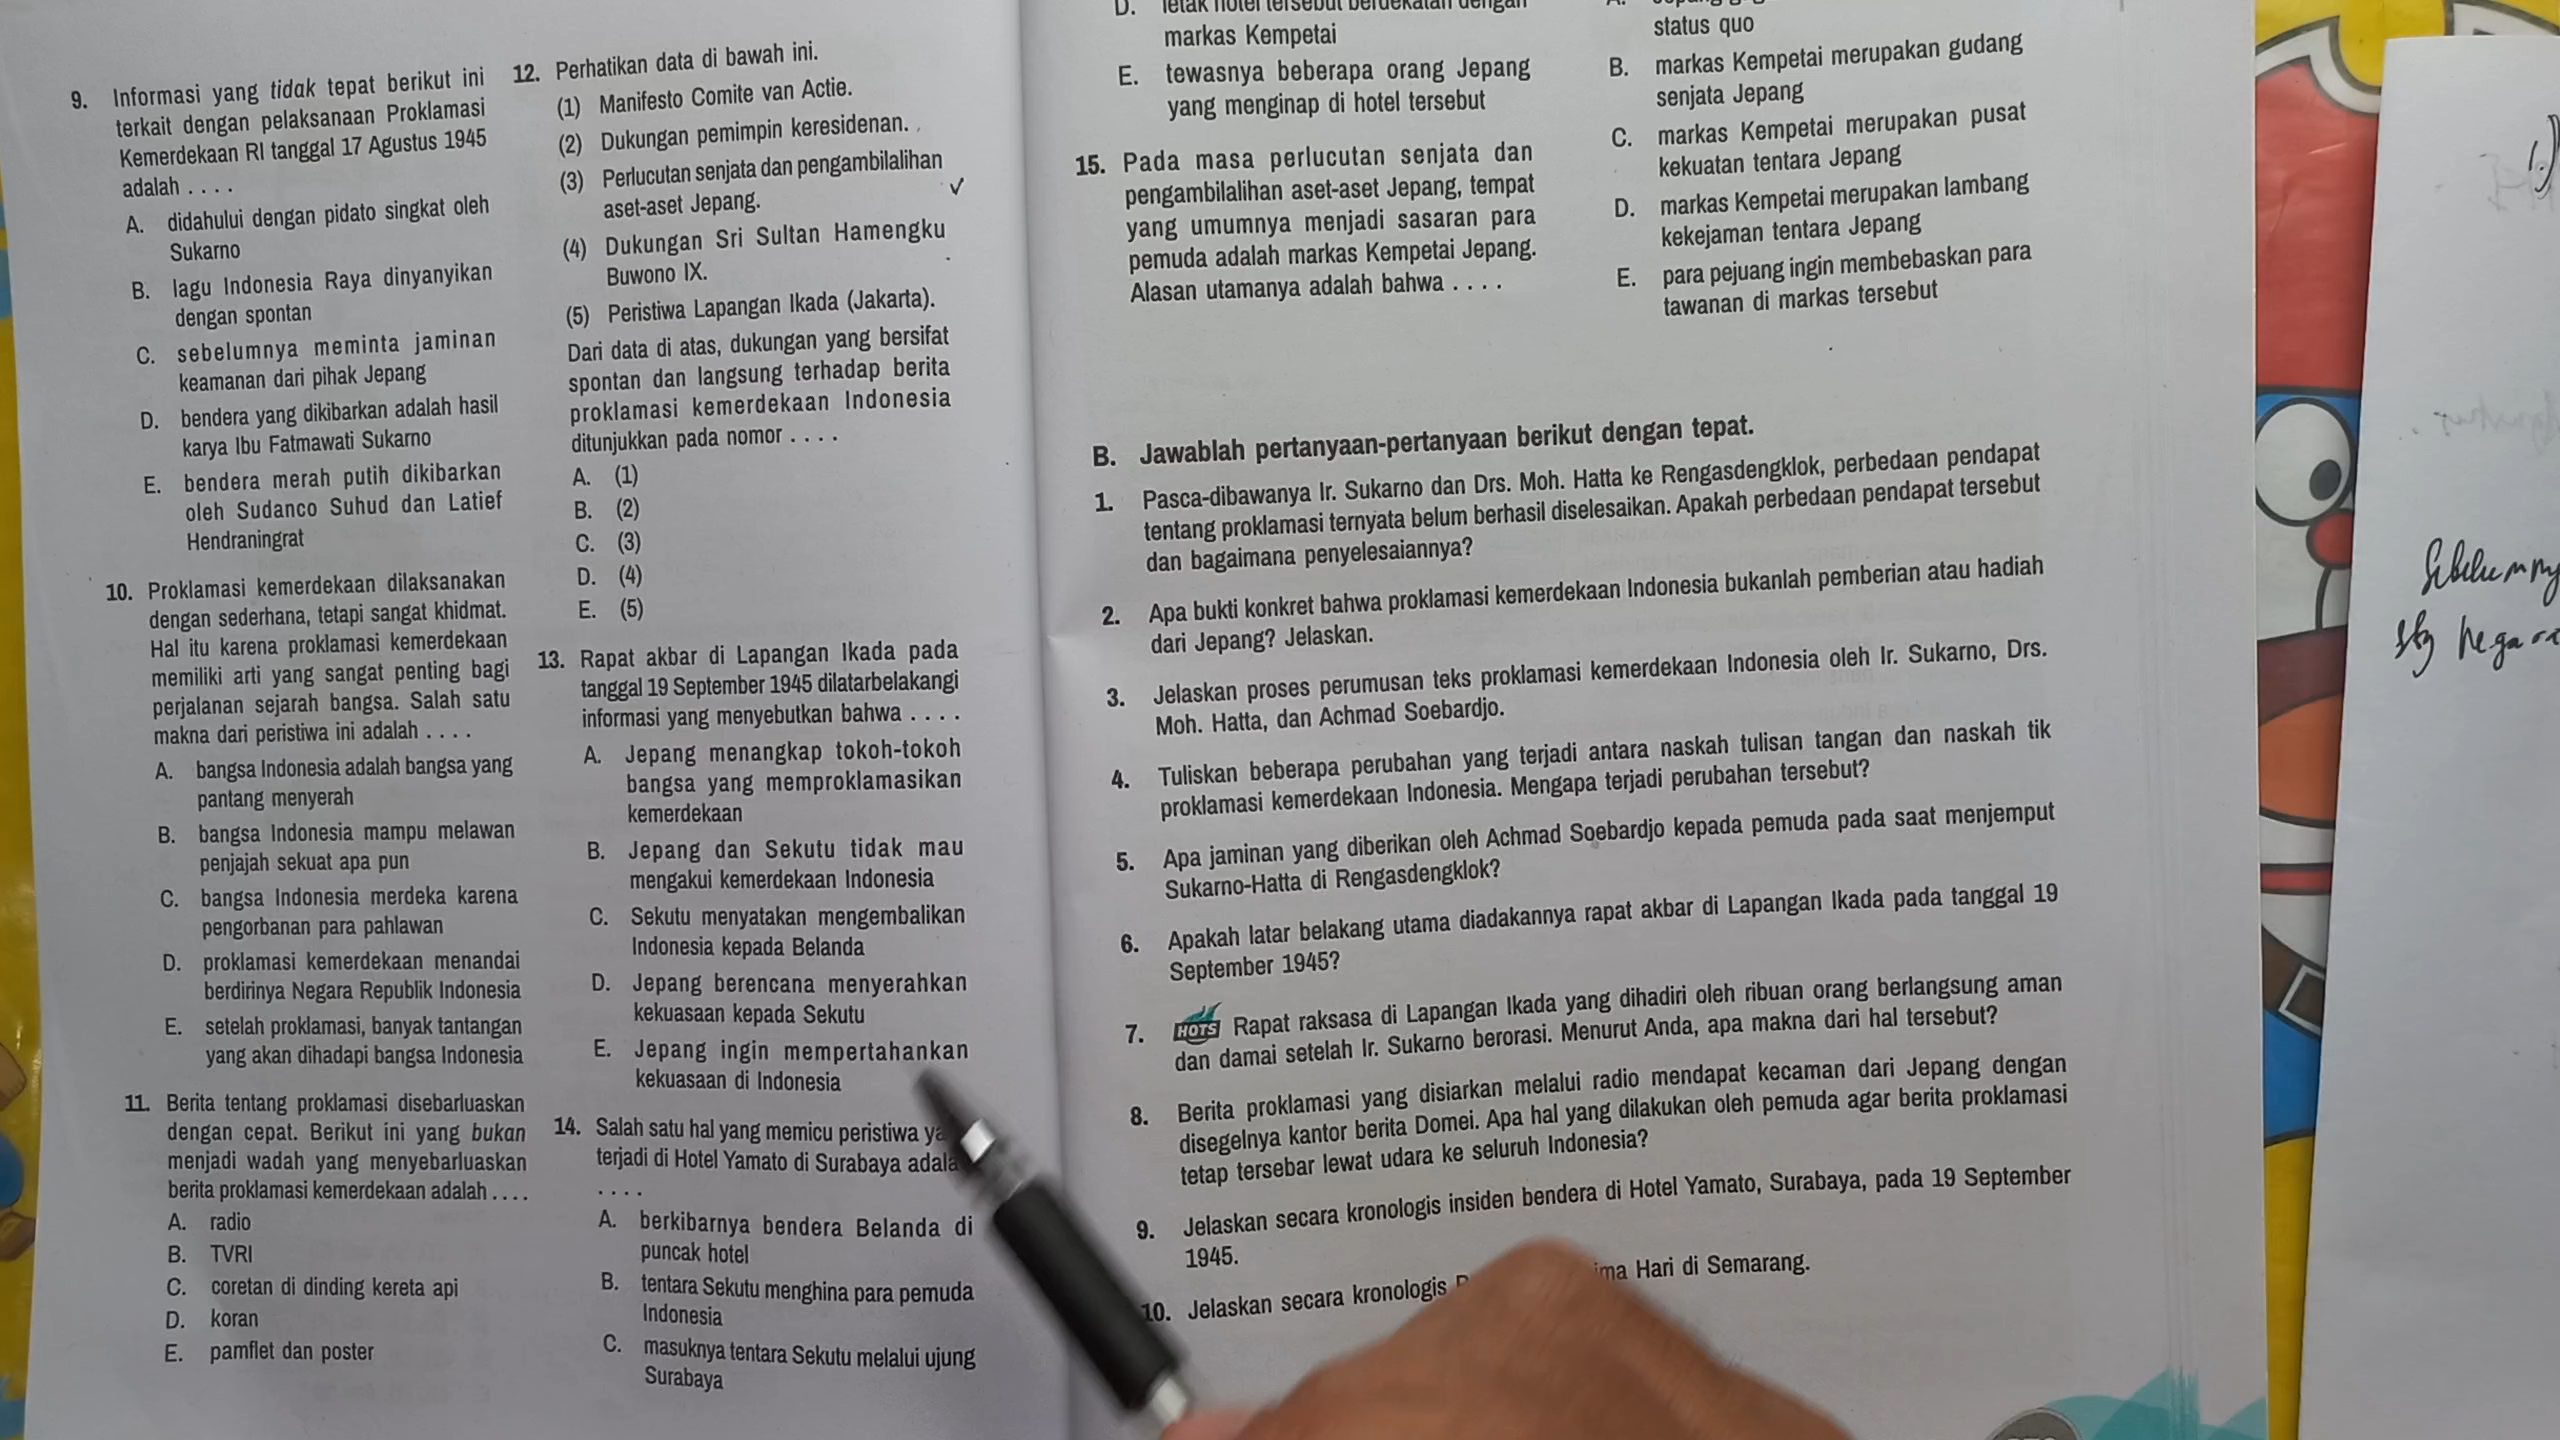 9. Informasi yang tidak tepat berikut ini
terkait dengan pelaksanaan Proklamasi
Kemerdekaan RI tanggal 17 Agustus 1945
adalah . . . .
A. didahului dengan pidato singkat oleh
Sukarno
B. lagu Indonesia Raya dinyanyikan
dengan spontan
C. sebelumnya meminta jaminan
keamanan dari pihak Jepang
D. bendera yang dikibarkan adalah hasil
karya Ibu Fatmawati Sukarno
E. bendera merah putih dikibarkan
oleh Sudanco Suhud dan Latief
Hendraningrat
10. Proklamasi kemerdekaan dilaksanakan
dengan sederhana, tetapi sangat khidmat.
Hal itu karena proklamasi kemerdekaan
memiliki arti yang sangat penting bagi
perjalanan sejarah bangsa. Salah satu
makna dari peristiwa ini adalah . . . .
A. bangsa Indonesia adalah bangsa yang
pantang menyerah
B. bangsa Indonesia mampu melawan
penjajah sekuat apa pun
C. bangsa Indonesia merdeka karena
pengorbanan para pahlawan
D. proklamasi kemerdekaan menandai
berdirinya Negara Republik Indonesia
E. setelah proklamasi, banyak tantangan
yang akan dihadapi bangsa Indonesia
11. Berita tentang proklamasi disebarluaskan
dengan cepat. Berikut ini yang bukan
menjadi wadah yang menyebarluaskan
berita proklamasi kemerdekaan adalah . . . .
A. radio
B. TVRI
C. coretan di dinding kereta api
D. koran
E. pamflet dan poster
12. Perhatikan data di bawah ini.
(1) Manifesto Comite van Actie.
(2) Dukungan pemimpin keresidenan.
(3) Perlucutan senjata dan pengambilalihan
aset-aset Jepang.
(4) Dukungan Sri Sultan Hamengku
Buwono IX.
(5) Peristiwa Lapangan Ikada (Jakarta).
Dari data di atas, dukungan yang bersifat
spontan dan langsung terhadap berita
proklamasi kemerdekaan Indonesia
ditunjukkan pada nomor . . . .
A. (1)
B. (2)
C. (3)
D. (4)
E. (5)
13. Rapat akbar di Lapangan Ikada pada
tanggal 19 September 1945 dilatarbelakangi
informasi yang menyebutkan bahwa . . . .
A. Jepang menangkap tokoh-tokoh
bangsa yang memproklamasikan
kemerdekaan
B. Jepang dan Sekutu tidak mau
mengakui kemerdekaan Indonesia
C. Sekutu menyatakan mengembalikan
Indonesia kepada Belanda
D. Jepang berencana menyerahkan
kekuasaan kepada Sekutu
E. Jepang ingin mempertahankan
kekuasaan di Indonesia
14. Salah satu hal yang memicu peristiwa
terjadi di Hotel Yamato di Surabaya
. . . .
A. berkibarnya bendera Belanda di
puncak hotel
B. tentara Sekutu menghina para pemuda
Indonesia
C. masuknya tentara Sekutu melalui ujung
Surabaya
D. letak hotel tersebut berdekatan dengan
markas Kempetai
E. tewasnya beberapa orang Jepang
yang menginap di hotel tersebut
15. Pada masa perlucutan senjata dan
pengambilalihan aset-aset Jepang, tempat
yang umumnya menjadi sasaran para
pemuda adalah markas Kempetai Jepang.
Alasan utamanya adalah bahwa . . . .
status quo
B. markas Kempetai merupakan gudang
senjata Jepang
C. markas Kempetai merupakan pusat
kekuatan tentara Jepang
D. markas Kempetai merupakan lambang
kekejaman tentara Jepang
E. para pejuang ingin membebaskan para
tawanan di markas tersebut
B. Jawablah pertanyaan-pertanyaan berikut dengan tepat.
1. Pasca-dibawanya Ir. Sukarno dan Drs. Moh. Hatta ke Rengasdengklok, perbedaan pendapat
tentang proklamasi ternyata belum berhasil diselesaikan. Apakah perbedaan pendapat tersebut
dan bagaimana penyelesaiannya?
2. Apa bukti konkret bahwa proklamasi kemerdekaan Indonesia bukanlah pemberian atau hadiah
dari Jepang? Jelaskan.
3. Jelaskan proses perumusan teks proklamasi kemerdekaan Indonesia oleh Ir. Sukarno, Drs.
Moh. Hatta, dan Achmad Soebardjo.
4. Tuliskan beberapa perubahan yang terjadi antara naskah tulisan tangan dan naskah tik
proklamasi kemerdekaan Indonesia. Mengapa terjadi perubahan tersebut?
5. Apa jaminan yang diberikan oleh Achmad Soebardjo kepada pemuda pada saat menjemput
Sukarno-Hatta di Rengasdengklok?
6. Apakah latar belakang utama diadakannya rapat akbar di Lapangan Ikada pada tanggal 19
September 1945?
7. HOTS Rapat raksasa di Lapangan Ikada yang dihadiri oleh ribuan orang berlangsung aman
dan damai setelah Ir. Sukarno berorasi. Menurut Anda, apa makna dari hal tersebut?
8. Berita proklamasi yang disiarkan melalui radio mendapat kecaman dari Jepang dengan
disegelnya kantor berita Domei. Apa hal yang dilakukan oleh pemuda agar berita proklamasi
tetap tersebar lewat udara ke seluruh Indonesia?
9. Jelaskan secara kronologis insiden bendera di Hotel Yamato, Surabaya, pada 19 September
1945.
10. Jelaskan secara kronologis Hari di Semarang.
1.)